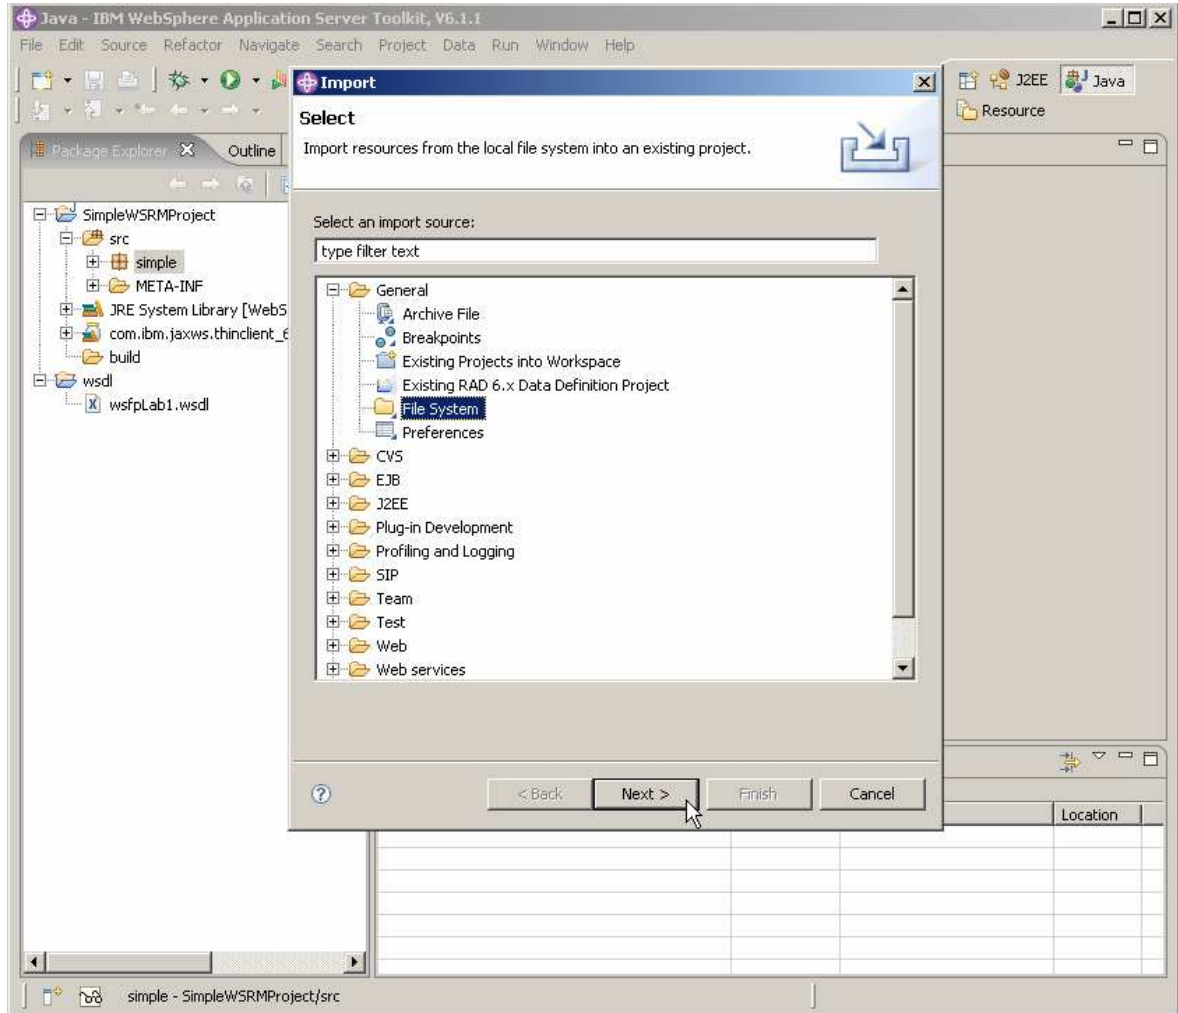 Java - IBM WebSphere Application Server Toolkit, V6.1.1
File Edit Source Refactor Navigate Search Project Data Run Window Help
Import
J2EE Java
Resource
Select
Import resources from the local file system into an existing project.
Package Explorer Outline
SimpleWSRMProject
src
simple
META-INF
JRE System Library [WebS
com.ibm.jaxws.thinclient_6
build
wsdl
wsfpLab1.wsdl
Select an import source:
type filter text
General
Archive File
Breakpoints
Existing Projects into Workspace
Existing RAD 6.x Data Definition Project
File System
Preferences
CVS
EJB
J2EE
Plug-in Development
Profiling and Logging
SIP
Team
Test
Web
Web services
< Back Next > Finish Cancel
Location
simple - SimpleWSRMProject/src